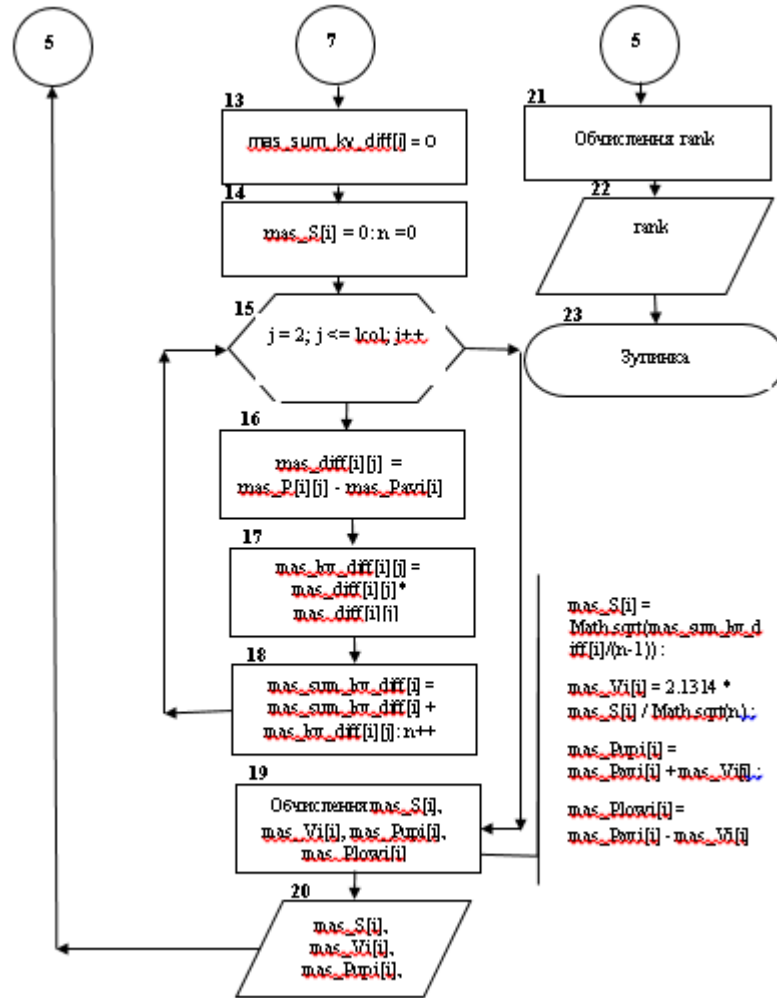 5
7
5
13
mas_sum_kv_diff[i] = 0
14
mas_S[i] = 0: n =0
15
j = 2; j <= lcol; j++
16
mas_diff[i][j] =
mas_P[i][j] - mas_Pavi[i]
17
mas_kv_diff[i][j] =
mas_diff[i][j]*
mas_diff[i][j]
18
mas_sum_kv_diff[i] =
mas_sum_kv_diff[i] +
mas_kv_diff[i][j]: n++
19
Обчислення mas_S[i],
mas_Vi[i], mas_Pupi[i],
mas_Plowi[i]
20
mas_S[i],
mas_Vi[i],
mas_Pupi[i],
21
Обчислення rank
22
rank
23
Зупинка
mas_S[i] =
Math.sqrt(mas_sum_kv_d
iff[i]/(n-1)) :
mas_Vi[i] = 2.1314 *
mas_S[i] / Math.sqrt(n) :
mas_Pupi[i] =
mas_Pavi[i] + mas_Vi[i] :
mas_Plowi[i] =
mas_Pavi[i] - mas_Vi[i]